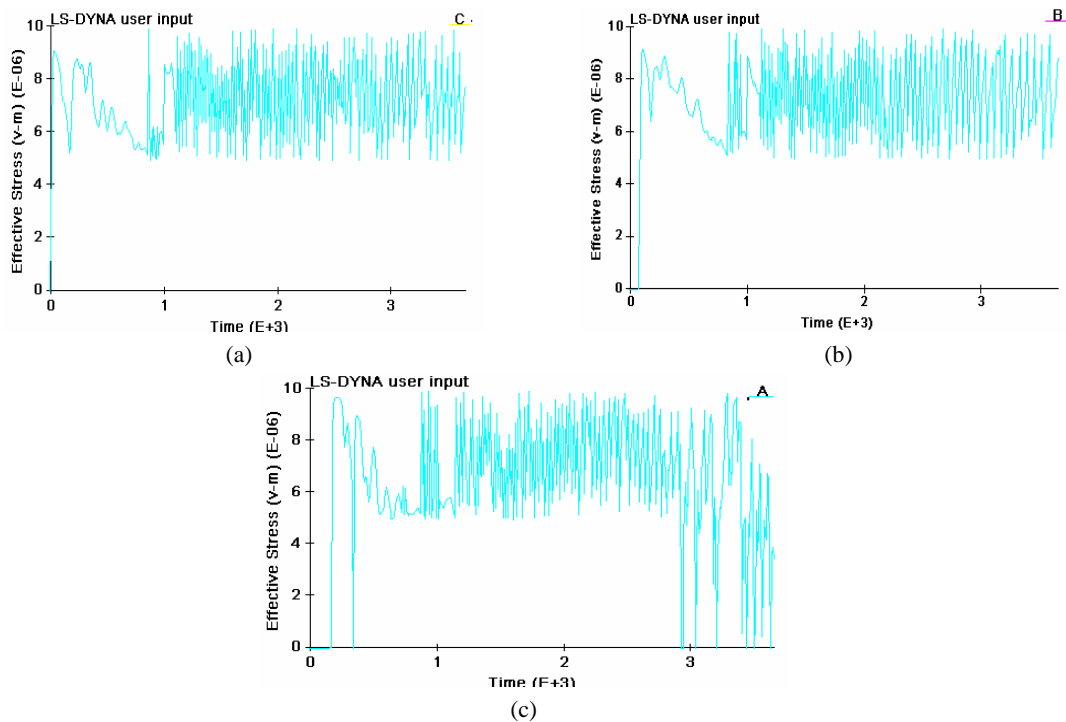 LS-DYNA user input
C
Effective Stress (v-m) (E-06)
10
8
6
4
2
0
0 1 2 3
Time (E+3)
(a)
LS-DYNA user input
B
Effective Stress (v-m) (E-06)
10
8
6
4
2
0
0 1 2 3
Time (E+3)
(b)
LS-DYNA user input
A
Effective Stress (v-m) (E-06)
10
8
6
4
2
0
0 1 2 3
Time (E+3)
(c)